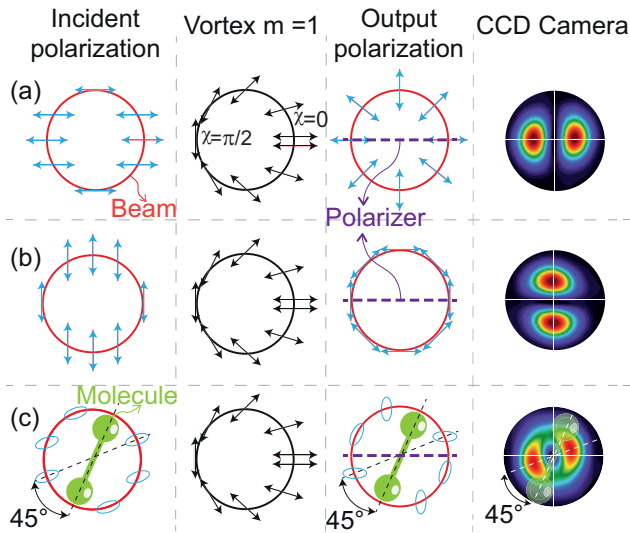 Incident polarization
Vortex m =1
Output polarization
CCD Camera
(a)
χ=π/2
χ=0
Beam
Polarizer
(b)
(c)
Molecule
45°
45°
45°